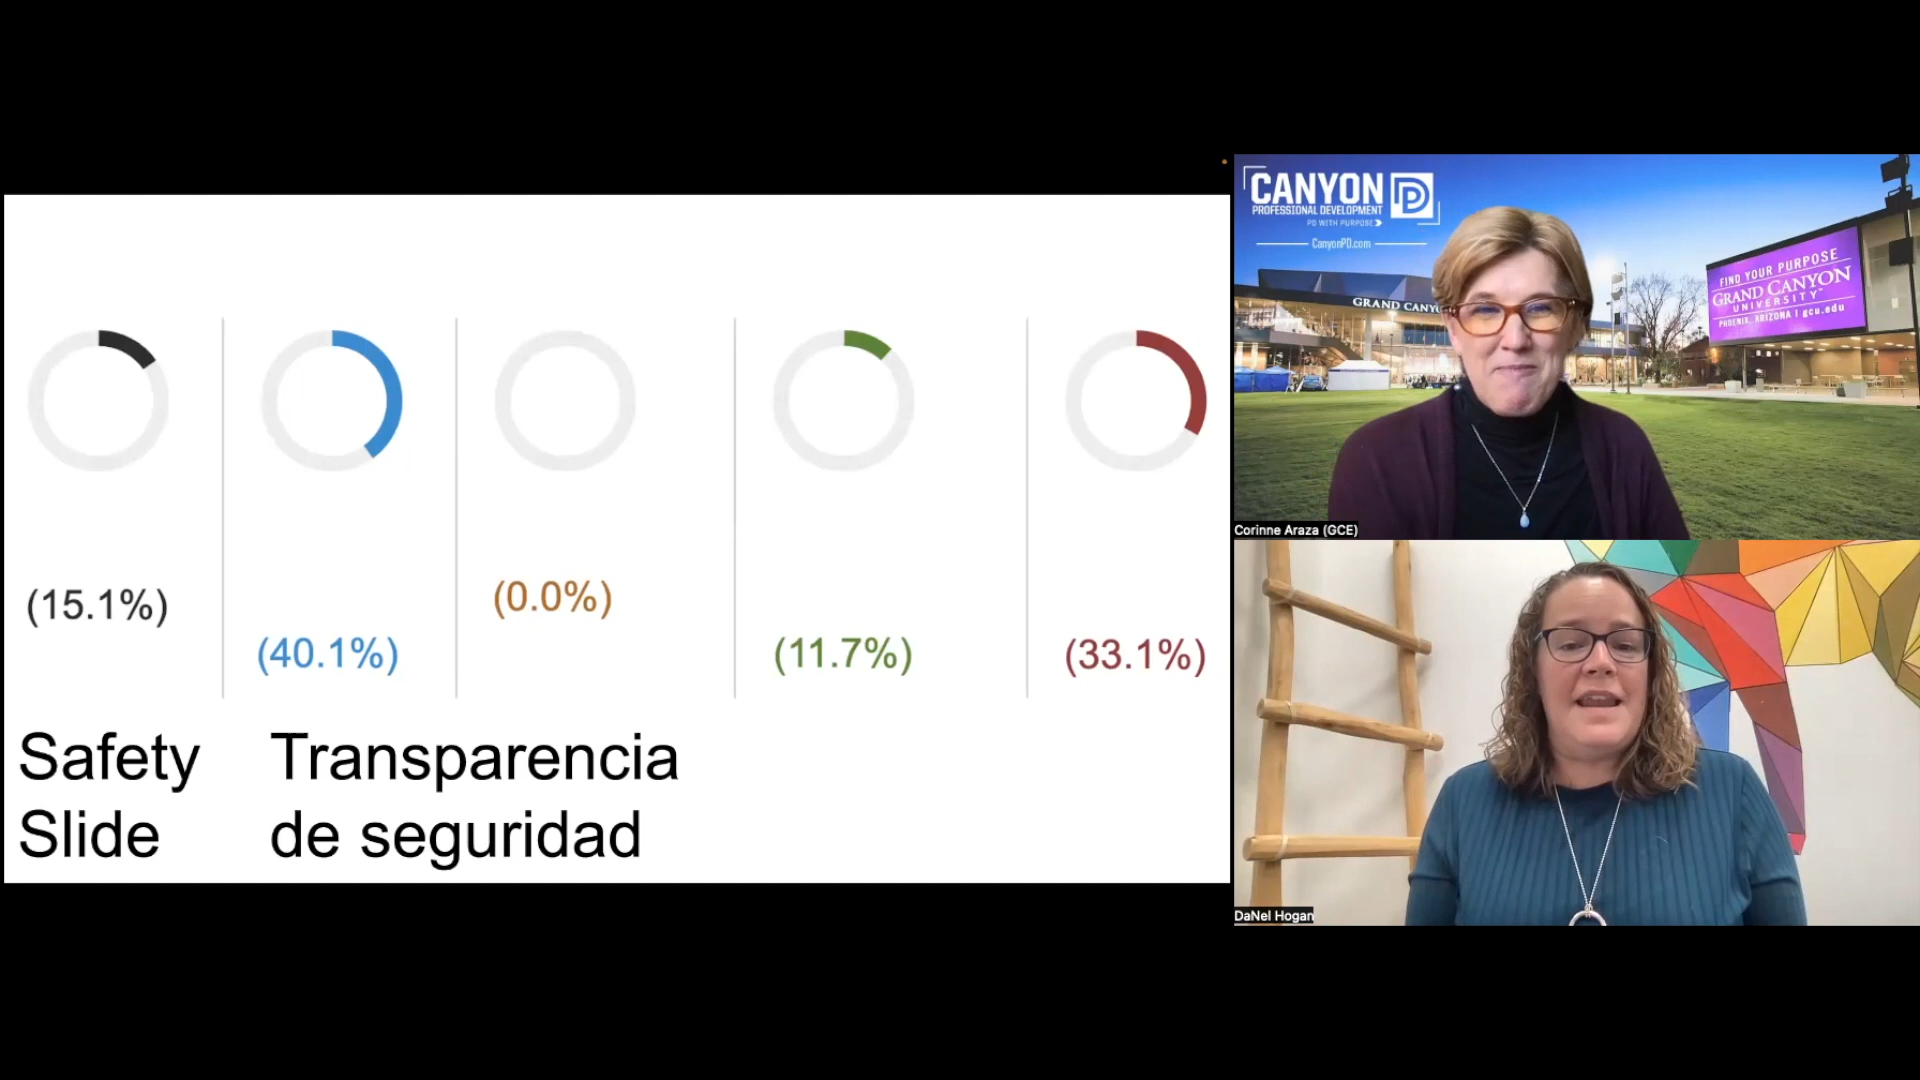 (15.1%)
(40.1%)
(0.0%)
(11.7%)
(33.1%)
Safety
Slide
Transparencia
de seguridad
CANYON PD
PROFESSIONAL DEVELOPMENT
PD WITH PURPOSE
CanyonPD.com
GRAND CANY
FIND YOUR PURPOSE
GRAND CANYON
UNIVERSITY
PHOENIX, ARIZONA | gcu.edu
Corinne Araza (GCE)
DaNel Hogan